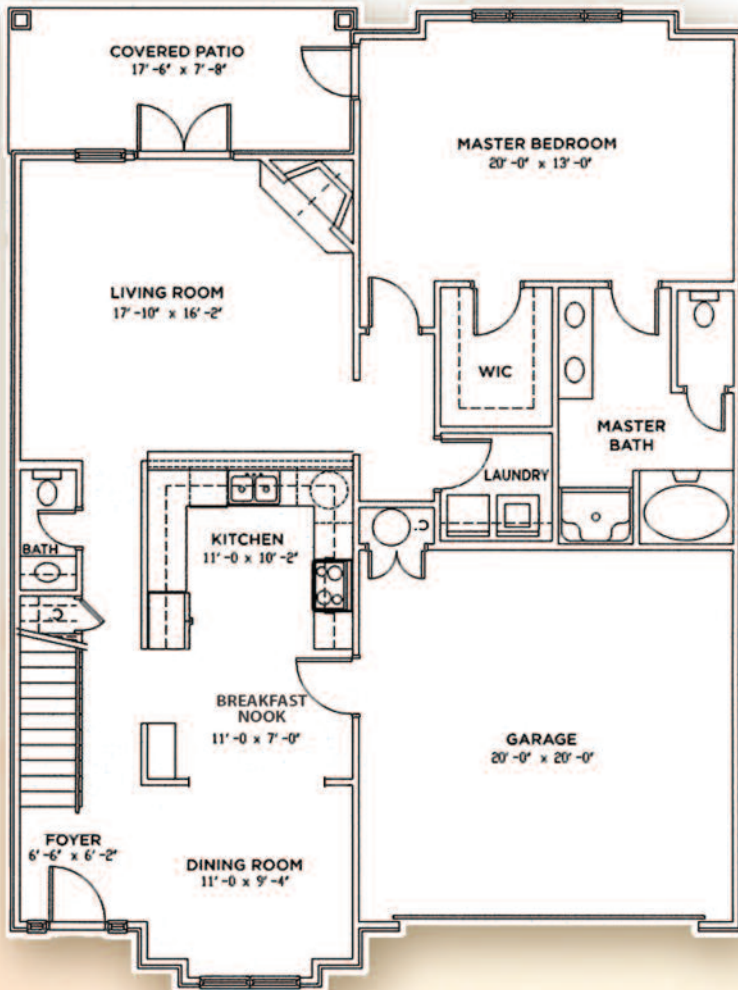 COVERED PATIO
17'-6" x 7'-8"
MASTER BEDROOM
20'-0" x 13'-0"
LIVING ROOM
17'-10" x 16'-2"
WIC
MASTER
BATH
LAUNDRY
KITCHEN
11'-0 x 10'-2"
BATH
BREAKFAST
NOOK
11'-0 x 7'-0"
GARAGE
20'-0" x 20'-0"
FOYER
6'-6" x 6'-2"
DINING ROOM
11'-0 x 9'-4"